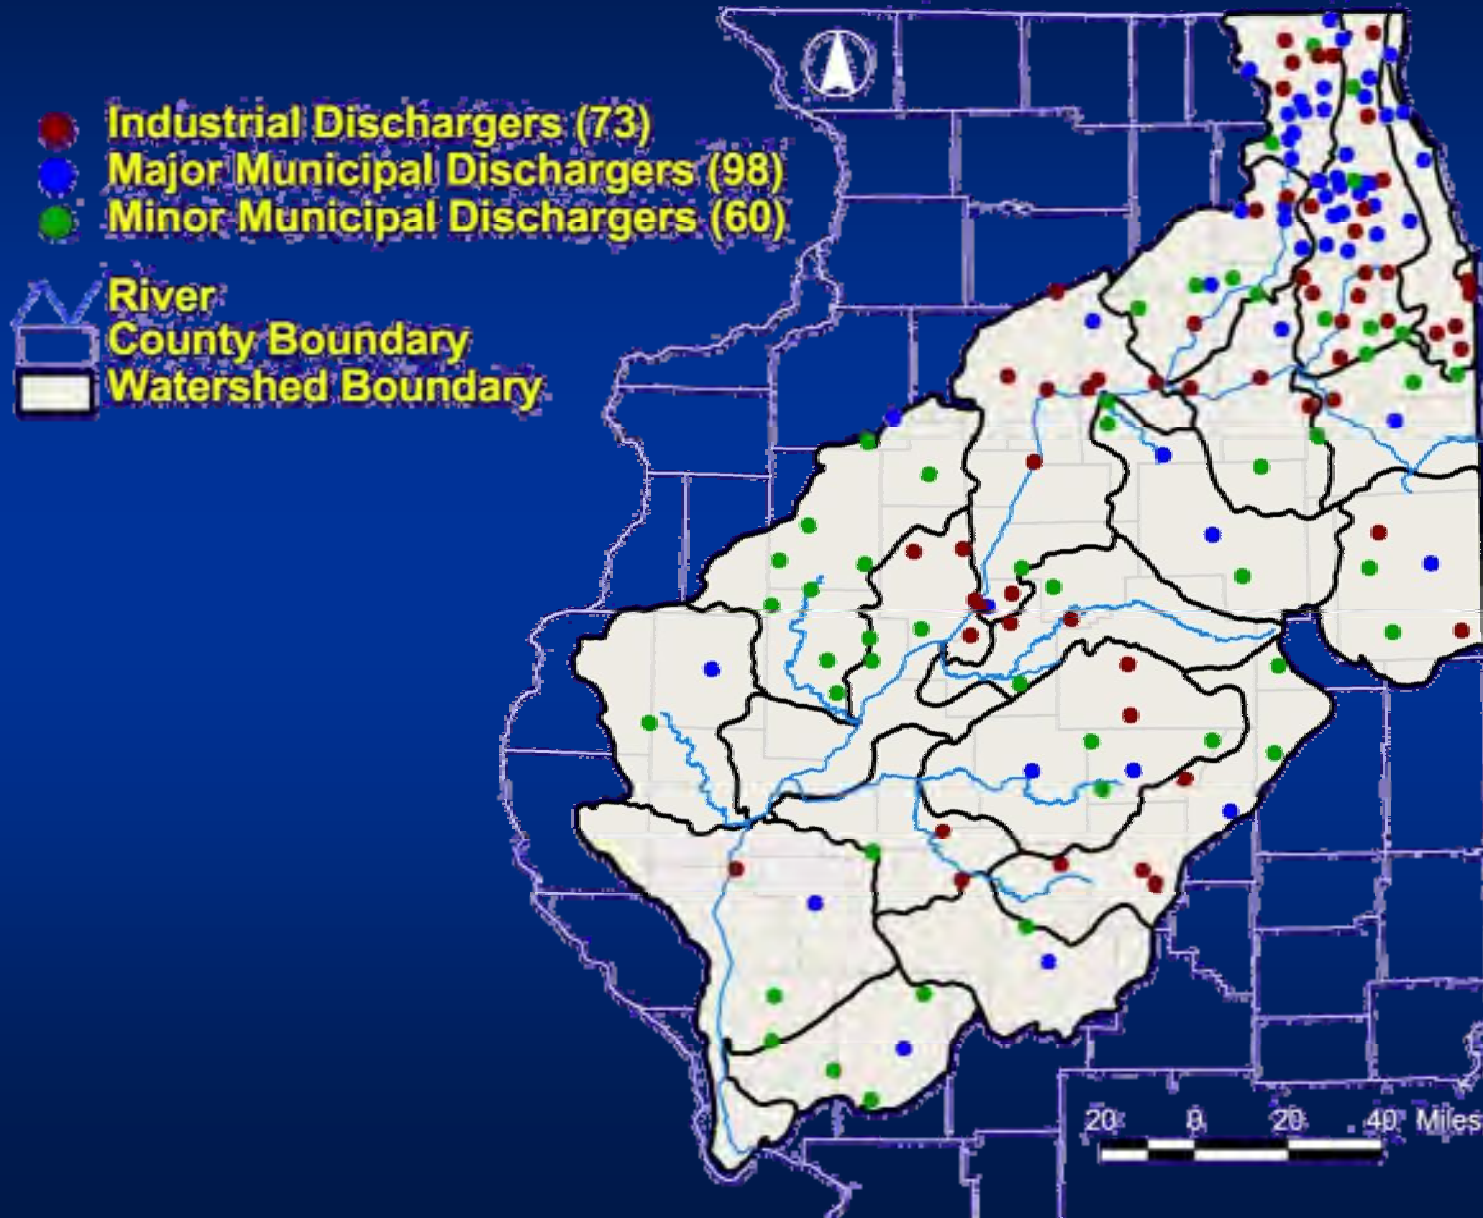 Industrial Dischargers (73)
Major Municipal Dischargers (98)
Minor Municipal Dischargers (60)
River
County Boundary
Watershed Boundary
20 0 20 40 Miles